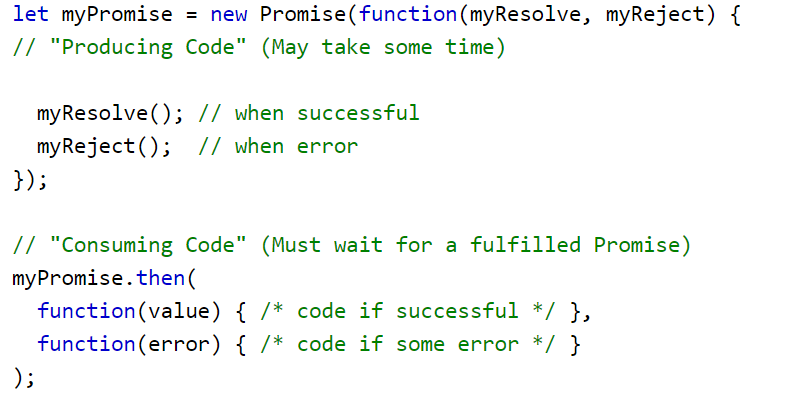 let myPromise = new Promise(function(myResolve, myReject) {
// "Producing Code" (May take some time)
  myResolve(); // when successful
  myReject();  // when error
});
// "Consuming Code" (Must wait for a fulfilled Promise)
myPromise.then(
  function(value) { /* code if successful */ },
  function(error) { /* code if some error */ }
);